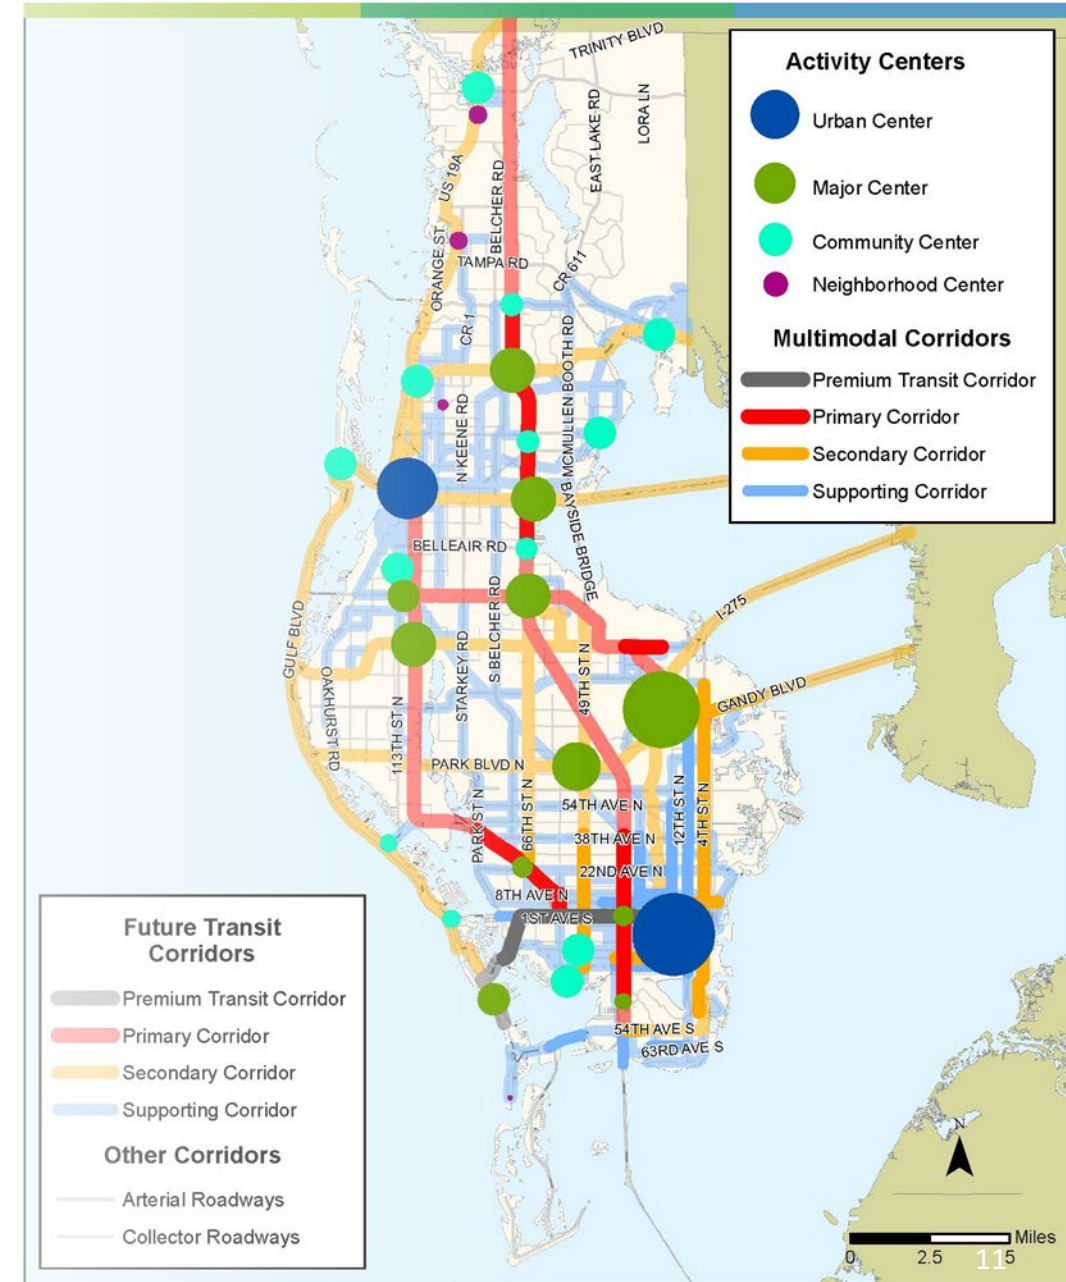 TRINITY BLVD
EAST LAKE RD
LORA LN
US 19A
BELCHER RD
ORANGE ST
TAMPA RD
CR 611
CR 1
N KEENE RD
MCMULLEN BOOTH RD
BAYSIDE BRIDGE
BELLEAIR RD
GULF BLVD
OAKHURST RD
STARKEY RD
S BELCHER RD
49TH ST N
I-275
GANDY BLVD
113TH ST N
PARK BLVD N
PARK ST N
66TH ST N
54TH AVE N
38TH AVE N
22ND AVE N
12TH ST N
4TH ST N
8TH AVE N
1ST AVE S
54TH AVE S
63RD AVE S
Activity Centers
Urban Center
Major Center
Community Center
Neighborhood Center
Multimodal Corridors
Premium Transit Corridor
Primary Corridor
Secondary Corridor
Supporting Corridor
Future Transit
Corridors
Premium Transit Corridor
Primary Corridor
Secondary Corridor
Supporting Corridor
Other Corridors
Arterial Roadways
Collector Roadways
N
Miles
0 2.5 5
11